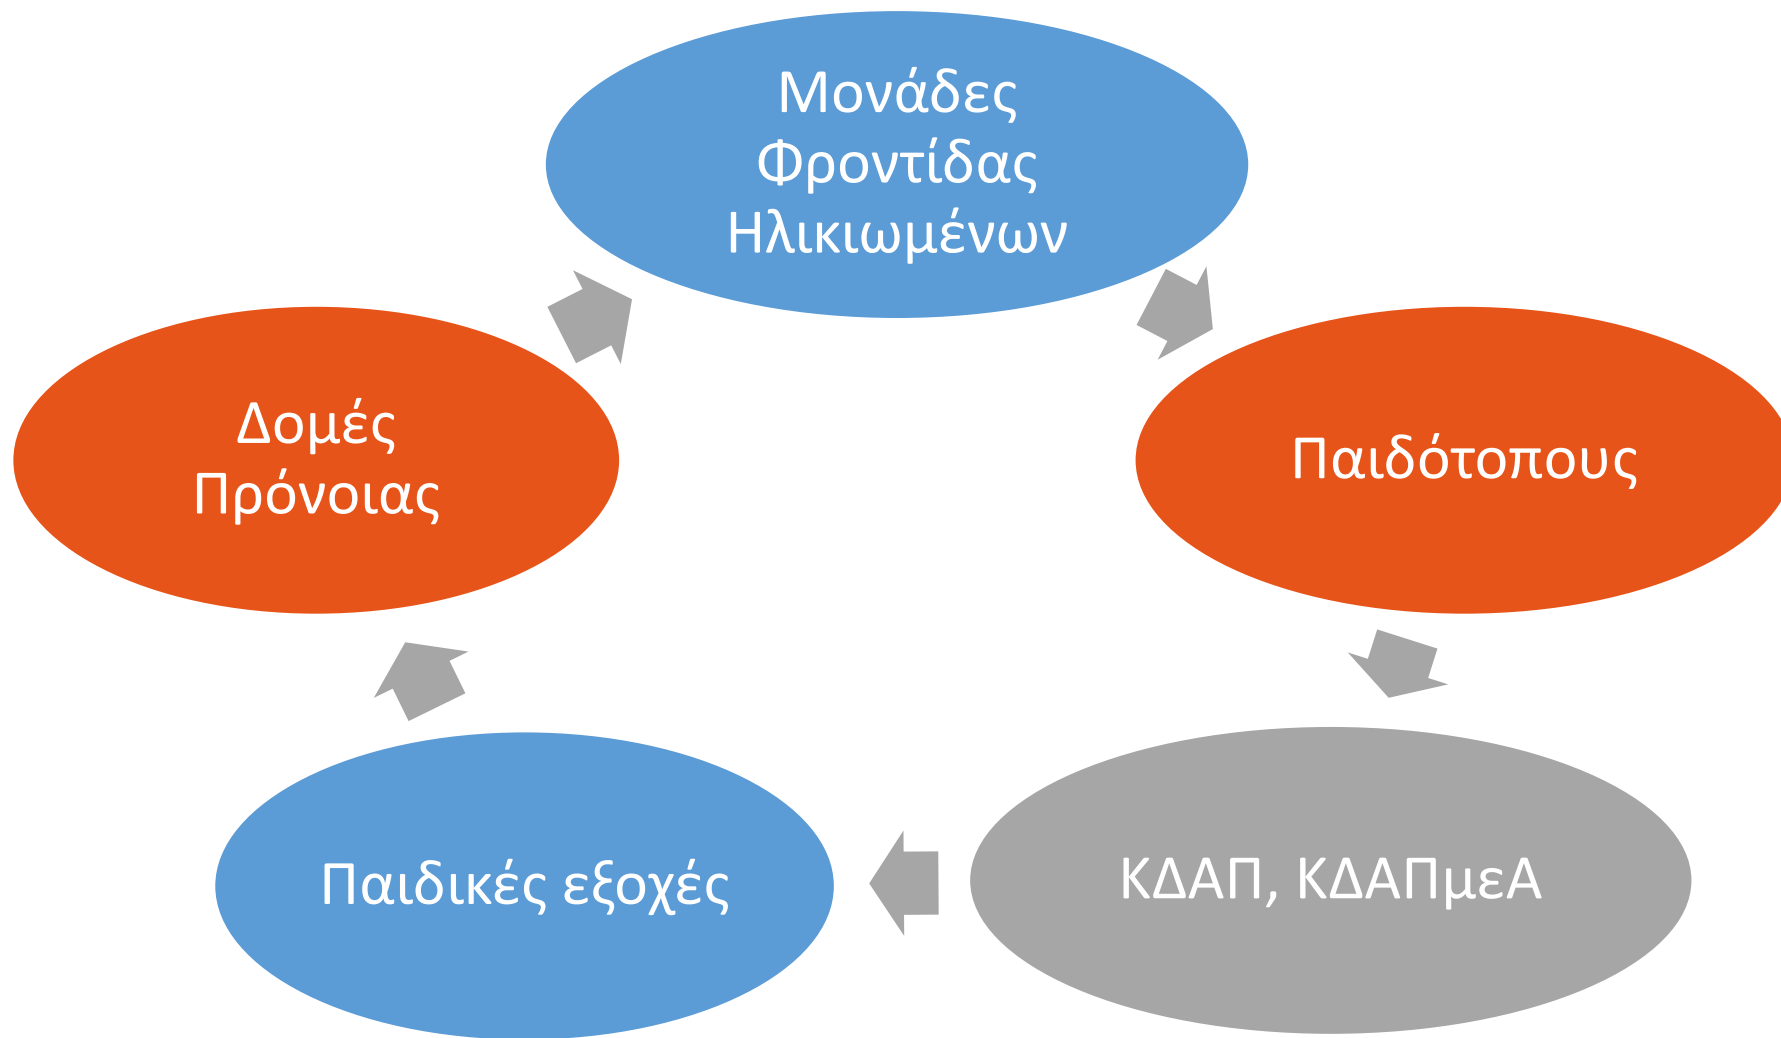 Μονάδες
Φροντίδας
Ηλικιωμένων
Δομές
Πρόνοιας
Παιδότοπους
Παιδικές εξοχές
ΚΔΑΠ, ΚΔΑΠμεΑ